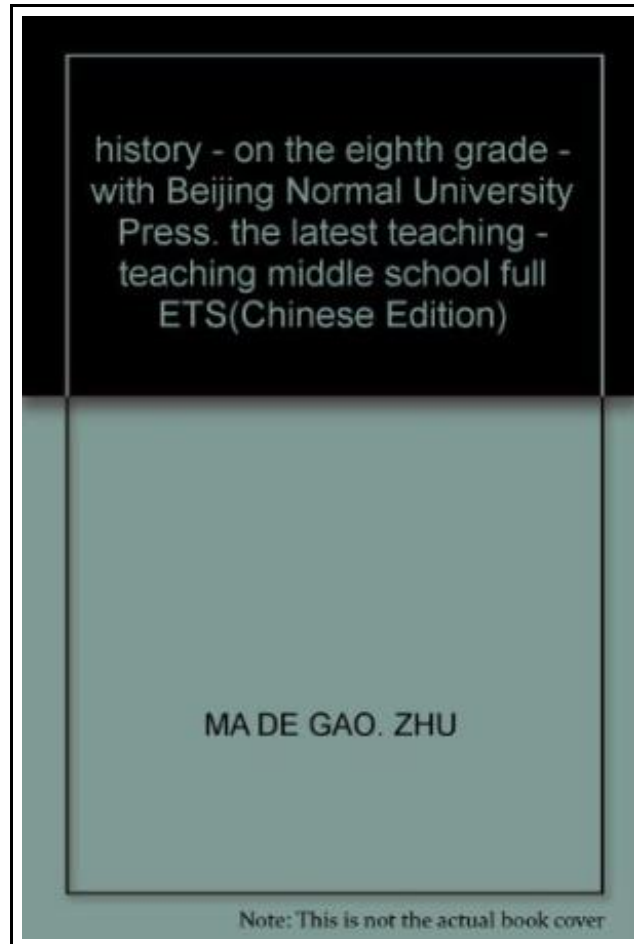 history - on the eighth grade -
with Beijing Normal University
Press. the latest teaching -
teaching middle school full
ETS(Chinese Edition)
MA DE GAO. ZHU
Note: This is not the actual book cover